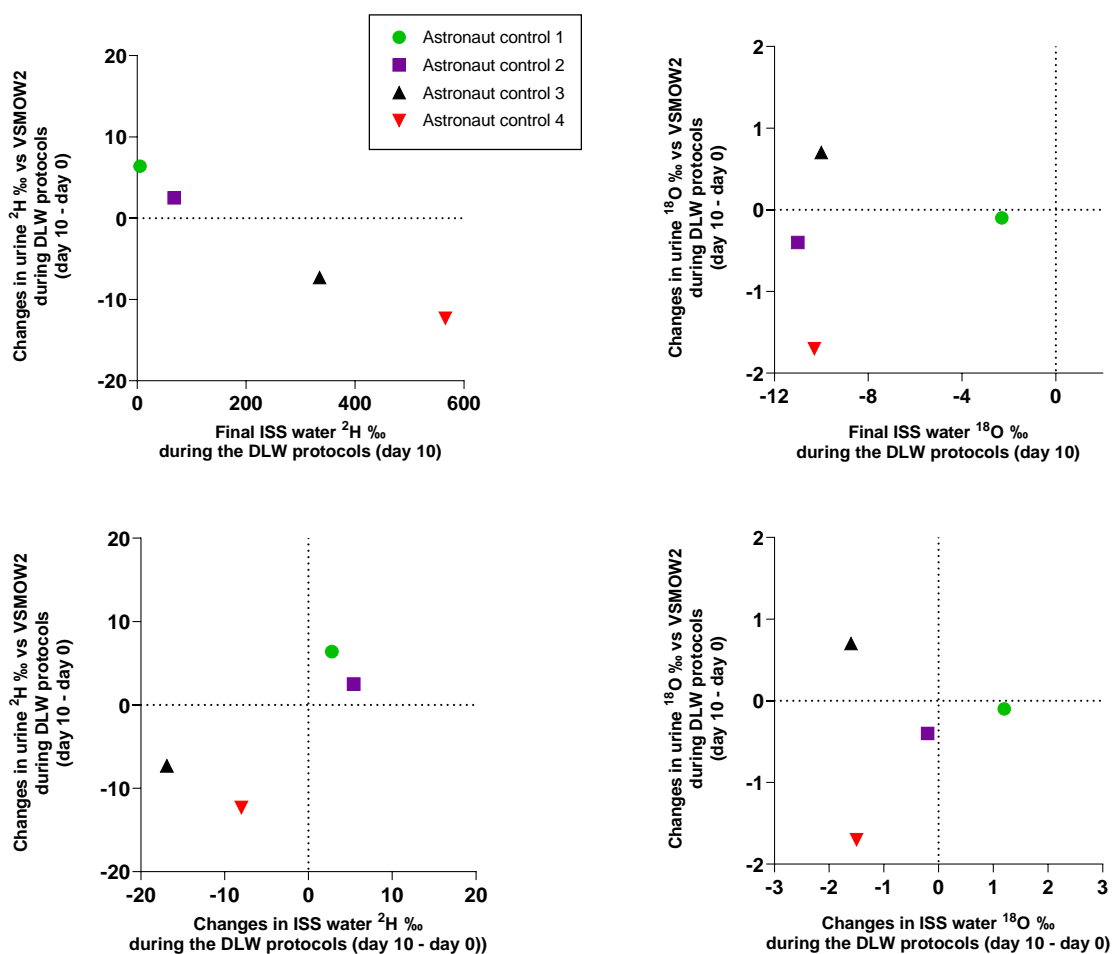 Astronaut control 1
Astronaut control 2
Astronaut control 3
Astronaut control 4
Changes in urine ²H ‰ vs VSMOW2
during DLW protocols
(day 10 - day 0)
20
10
0
-10
-20
0
200
400
600
Final ISS water ²H ‰
during the DLW protocols (day 10)
Changes in urine ¹⁸O ‰ vs VSMOW2
during DLW protocols
(day 10 - day 0)
2
1
0
-1
-2
-12
-8
-4
0
Final ISS water ¹⁸O ‰
during the DLW protocols (day 10)
Changes in urine ²H ‰ vs VSMOW2
during DLW protocols
(day 10 - day 0)
20
10
0
-10
-20
-20
-10
0
10
20
Changes in ISS water ²H ‰
during the DLW protocols (day 10 - day 0))
Changes in urine ¹⁸O ‰ vs VSMOW2
during DLW protocols
(day 10 - day 0)
2
1
0
-1
-2
-3
-2
-1
0
1
2
3
Changes in ISS water ¹⁸O ‰
during the DLW protocols (day 10 - day 0)